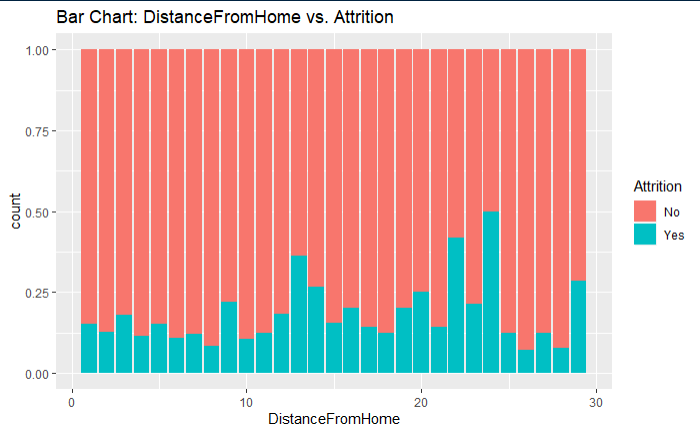 Bar Chart: DistanceFromHome vs. Attrition
1.00
0.75
0.50
0.25
0.00
count
0
10
20
30
DistanceFromHome
Attrition
No
Yes